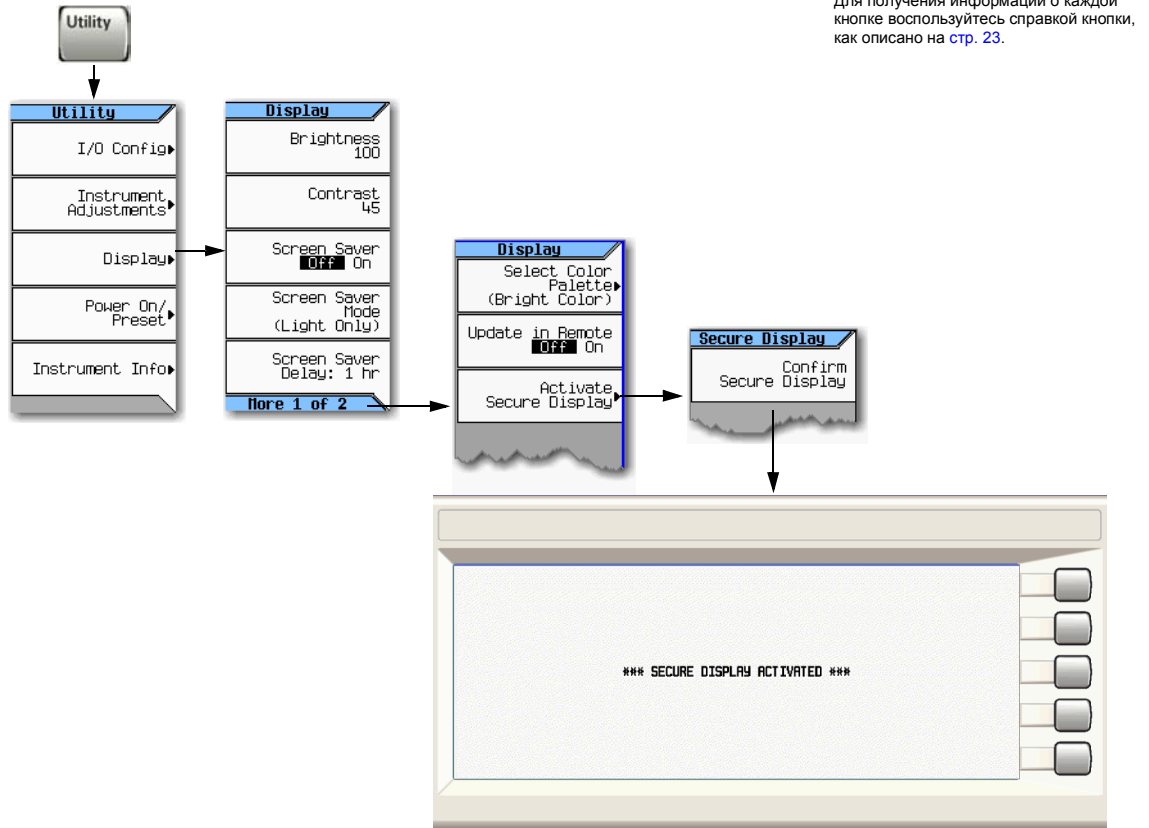 Для получения информации о каждой
кнопке воспользуйтесь справкой кнопки,
как описано на стр. 23.
Utility
Utility
I/O Config
Instrument
Adjustments
Display
Power On/
Preset
Instrument Info
Display
Brightness
100
Contrast
45
Screen Saver
Off On
Screen Saver
Mode
(Light Only)
Screen Saver
Delay: 1 hr
More 1 of 2
Display
Select Color
Palette
(Bright Color)
Update in Remote
Off On
Activate
Secure Display
Secure Display
Confirm
Secure Display
*** SECURE DISPLAY ACTIVATED ***